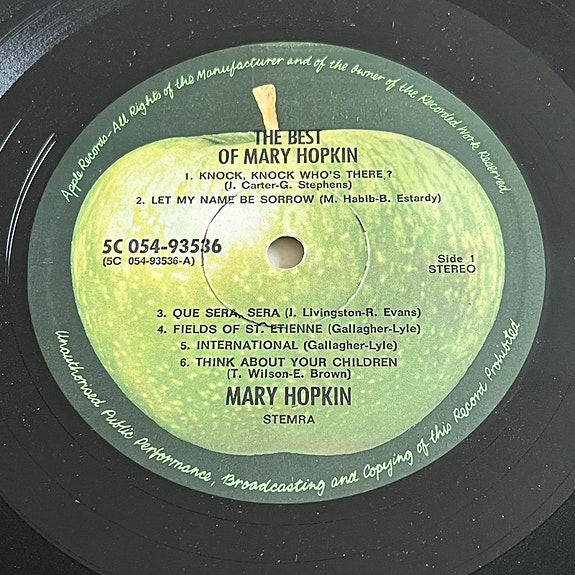 Apple Records - All Rights of the Manufacturer and of the Owner of the Recorded Work Reserved
THE BEST
OF MARY HOPKIN
1. KNOCK, KNOCK WHO'S THERE?
(J. Carter-G. Stephens)
2. LET MY NAME BE SORROW (M. Habib-B. Estardy)
5C 054-93536
(5C 054-93536-A)
Side 1
STEREO
3. QUE SERA, SERA (J. Livingston-R. Evans)
4. FIELDS OF ST. ETIENNE (Gallagher-Lyle)
5. INTERNATIONAL (Gallagher-Lyle)
6. THINK ABOUT YOUR CHILDREN
(T. Wilson-E. Brown)
MARY HOPKIN
STEMRA
Unauthorised Public Performance, Broadcasting and Copying of this Record Prohibited